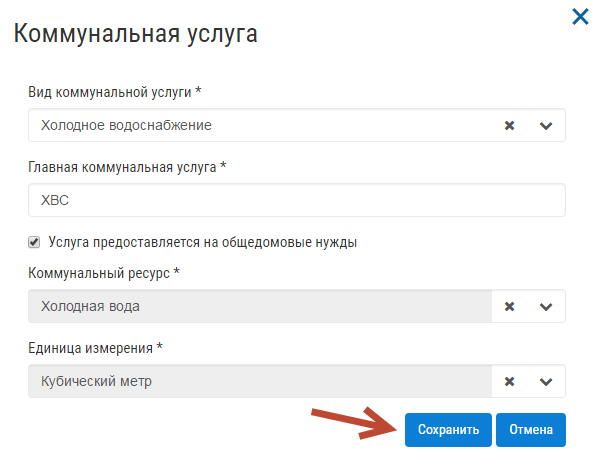 Коммунальная услуга
Вид коммунальной услуги *
Холодное водоснабжение
Главная коммунальная услуга *
ХВС
Услуга предоставляется на общедомовые нужды
Коммунальный ресурс *
Холодная вода
Единица измерения *
Кубический метр
Сохранить Отмена